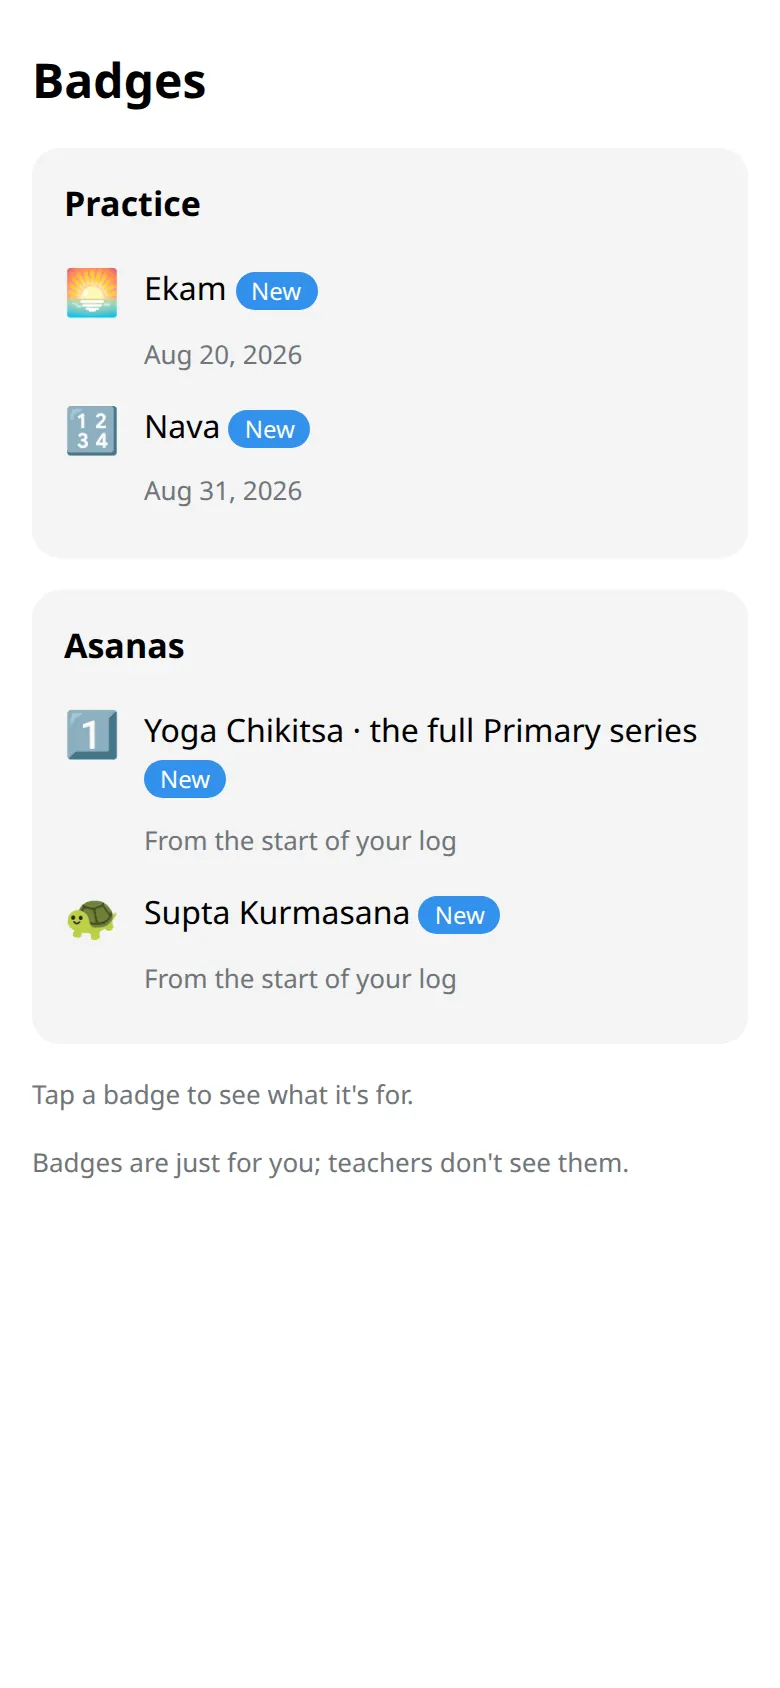 Badges
Practice
Ekam New
Aug 20, 2026
Nava New
Aug 31, 2026
Asanas
Yoga Chikitsa · the full Primary series
New
From the start of your log
Supta Kurmasana New
From the start of your log
Tap a badge to see what it's for.
Badges are just for you; teachers don't see them.